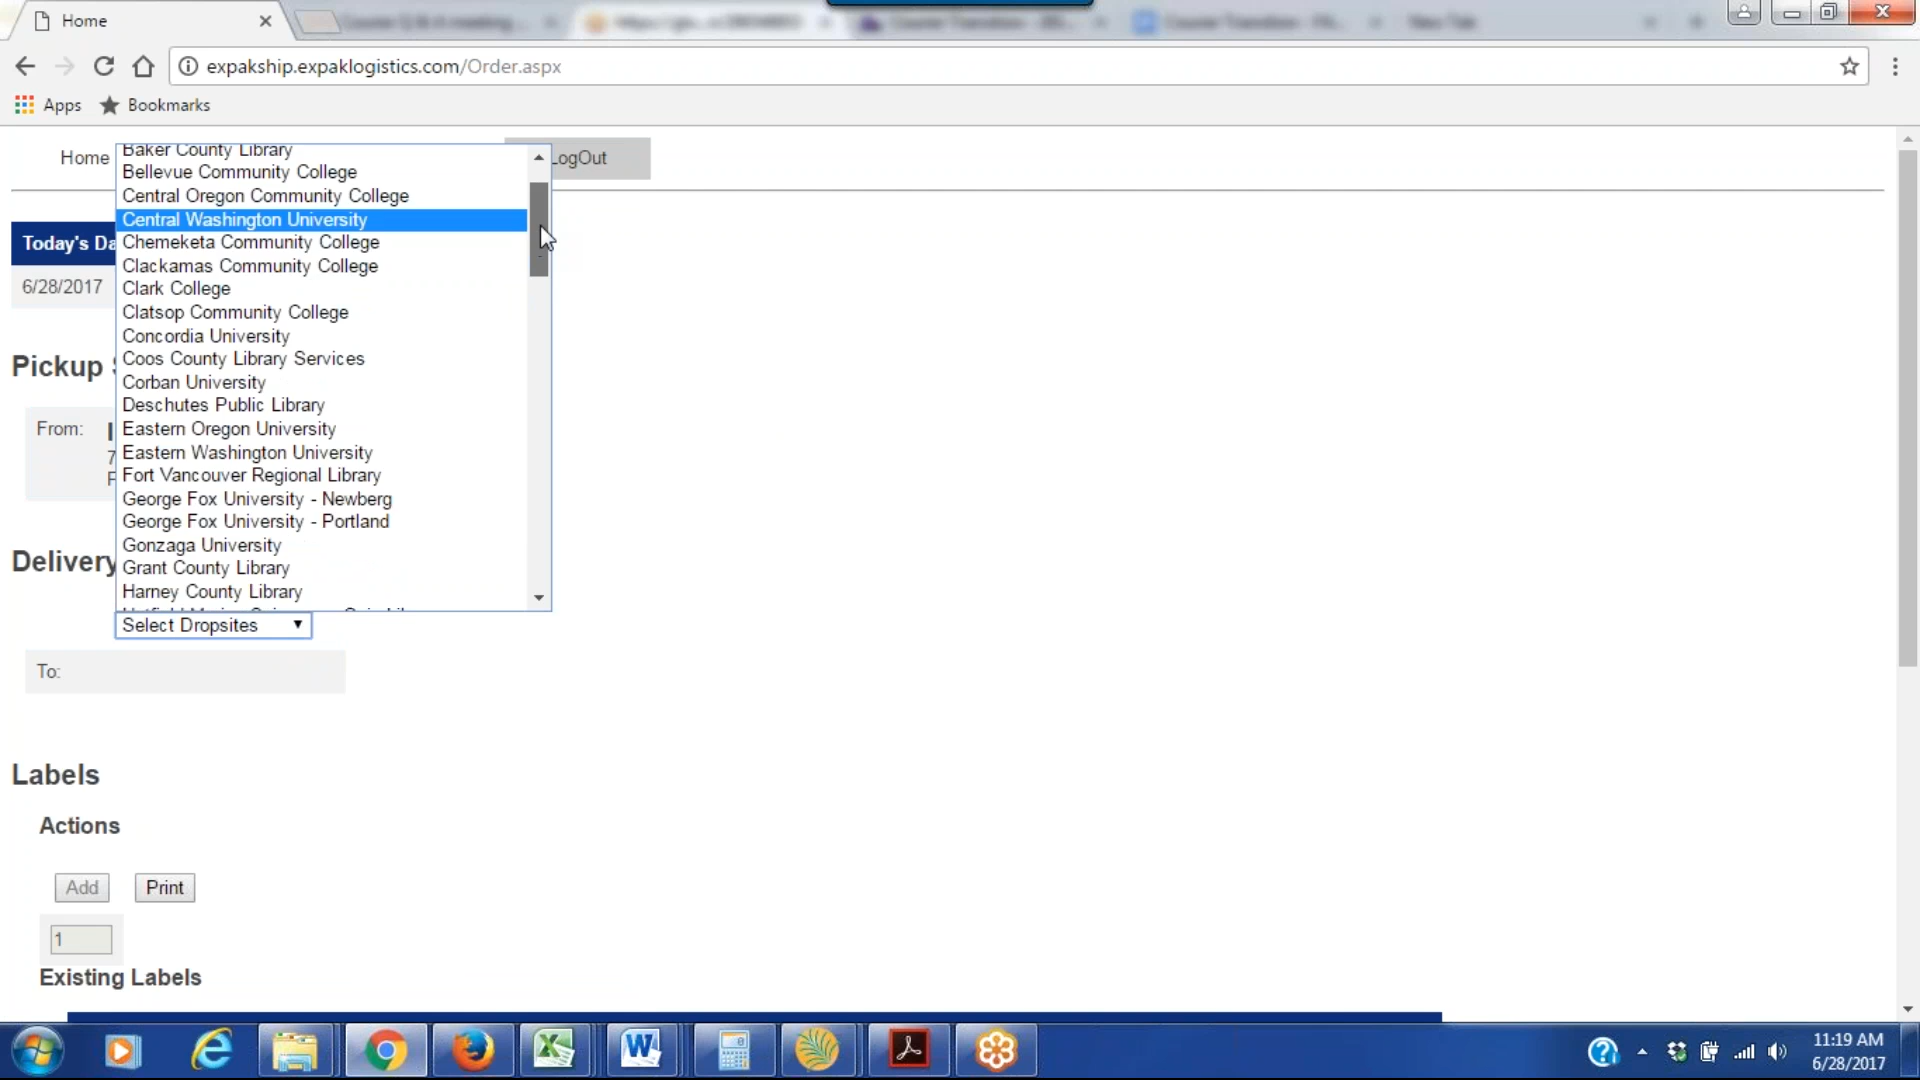 Home
New Tab
expakship.expaklogistics.com/Order.aspx
Apps
Bookmarks
Home
LogOut
Baker County Library
Bellevue Community College
Central Oregon Community College
Central Washington University
Chemeketa Community College
Clackamas Community College
Clark College
Clatsop Community College
Concordia University
Coos County Library Services
Corban University
Deschutes Public Library
Eastern Oregon University
Eastern Washington University
Fort Vancouver Regional Library
George Fox University - Newberg
George Fox University - Portland
Gonzaga University
Grant County Library
Harney County Library
Today's Da
6/28/2017
Pickup
From:
Delivery
Select Dropsites
To:
Labels
Actions
Add
Print
1
Existing Labels
11:19 AM
6/28/2017